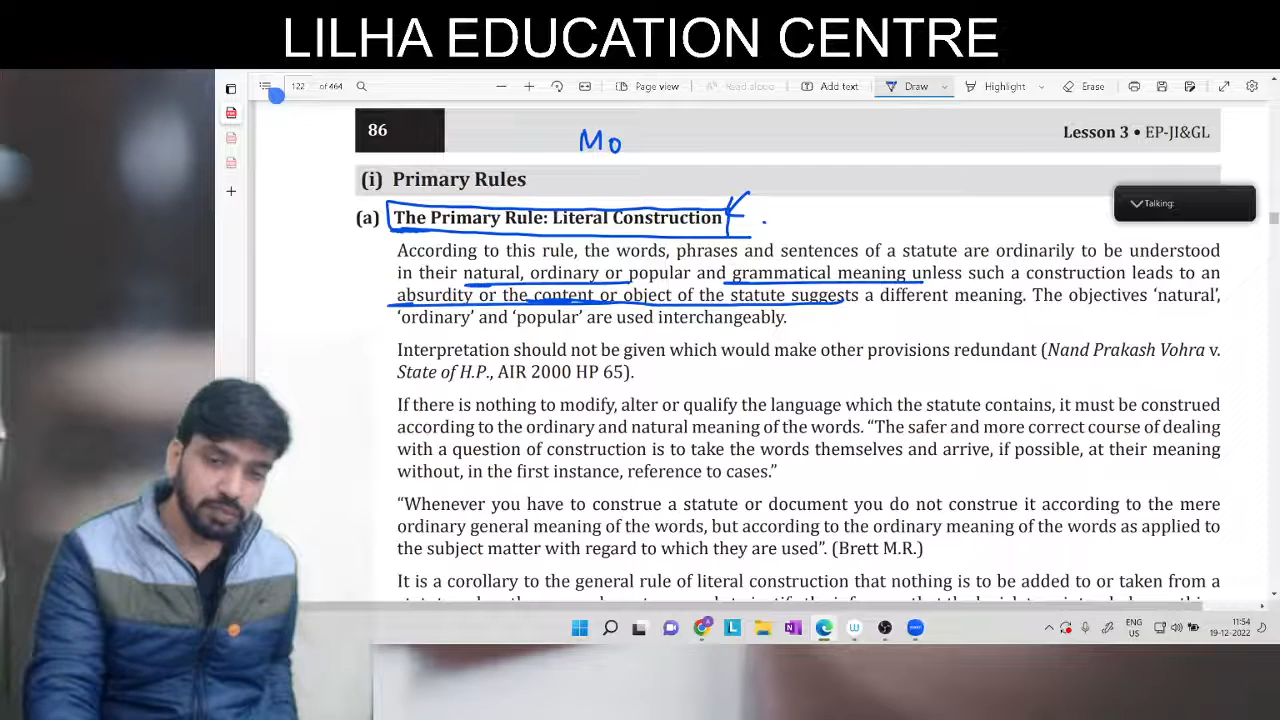 LILHA EDUCATION CENTRE
122 of 464
Page view
Read aloud
Add text
Draw
Highlight
Erase
86
Mo
Lesson 3 • EP-JI&GL
(i) Primary Rules
Talking:
(a) The Primary Rule: Literal Construction
According to this rule, the words, phrases and sentences of a statute are ordinarily to be understood
in their natural, ordinary or popular and grammatical meaning unless such a construction leads to an
absurdity or the content or object of the statute suggests a different meaning. The objectives ‘natural’,
‘ordinary’ and ‘popular’ are used interchangeably.
Interpretation should not be given which would make other provisions redundant (Nand Prakash Vohra v.
State of H.P., AIR 2000 HP 65).
If there is nothing to modify, alter or qualify the language which the statute contains, it must be construed
according to the ordinary and natural meaning of the words. “The safer and more correct course of dealing
with a question of construction is to take the words themselves and arrive, if possible, at their meaning
without, in the first instance, reference to cases.”
“Whenever you have to construe a statute or document you do not construe it according to the mere
ordinary general meaning of the words, but according to the ordinary meaning of the words as applied to
the subject matter with regard to which they are used”. (Brett M.R.)
It is a corollary to the general rule of literal construction that nothing is to be added to or taken from a
ENG
US
11:54
19-12-2022